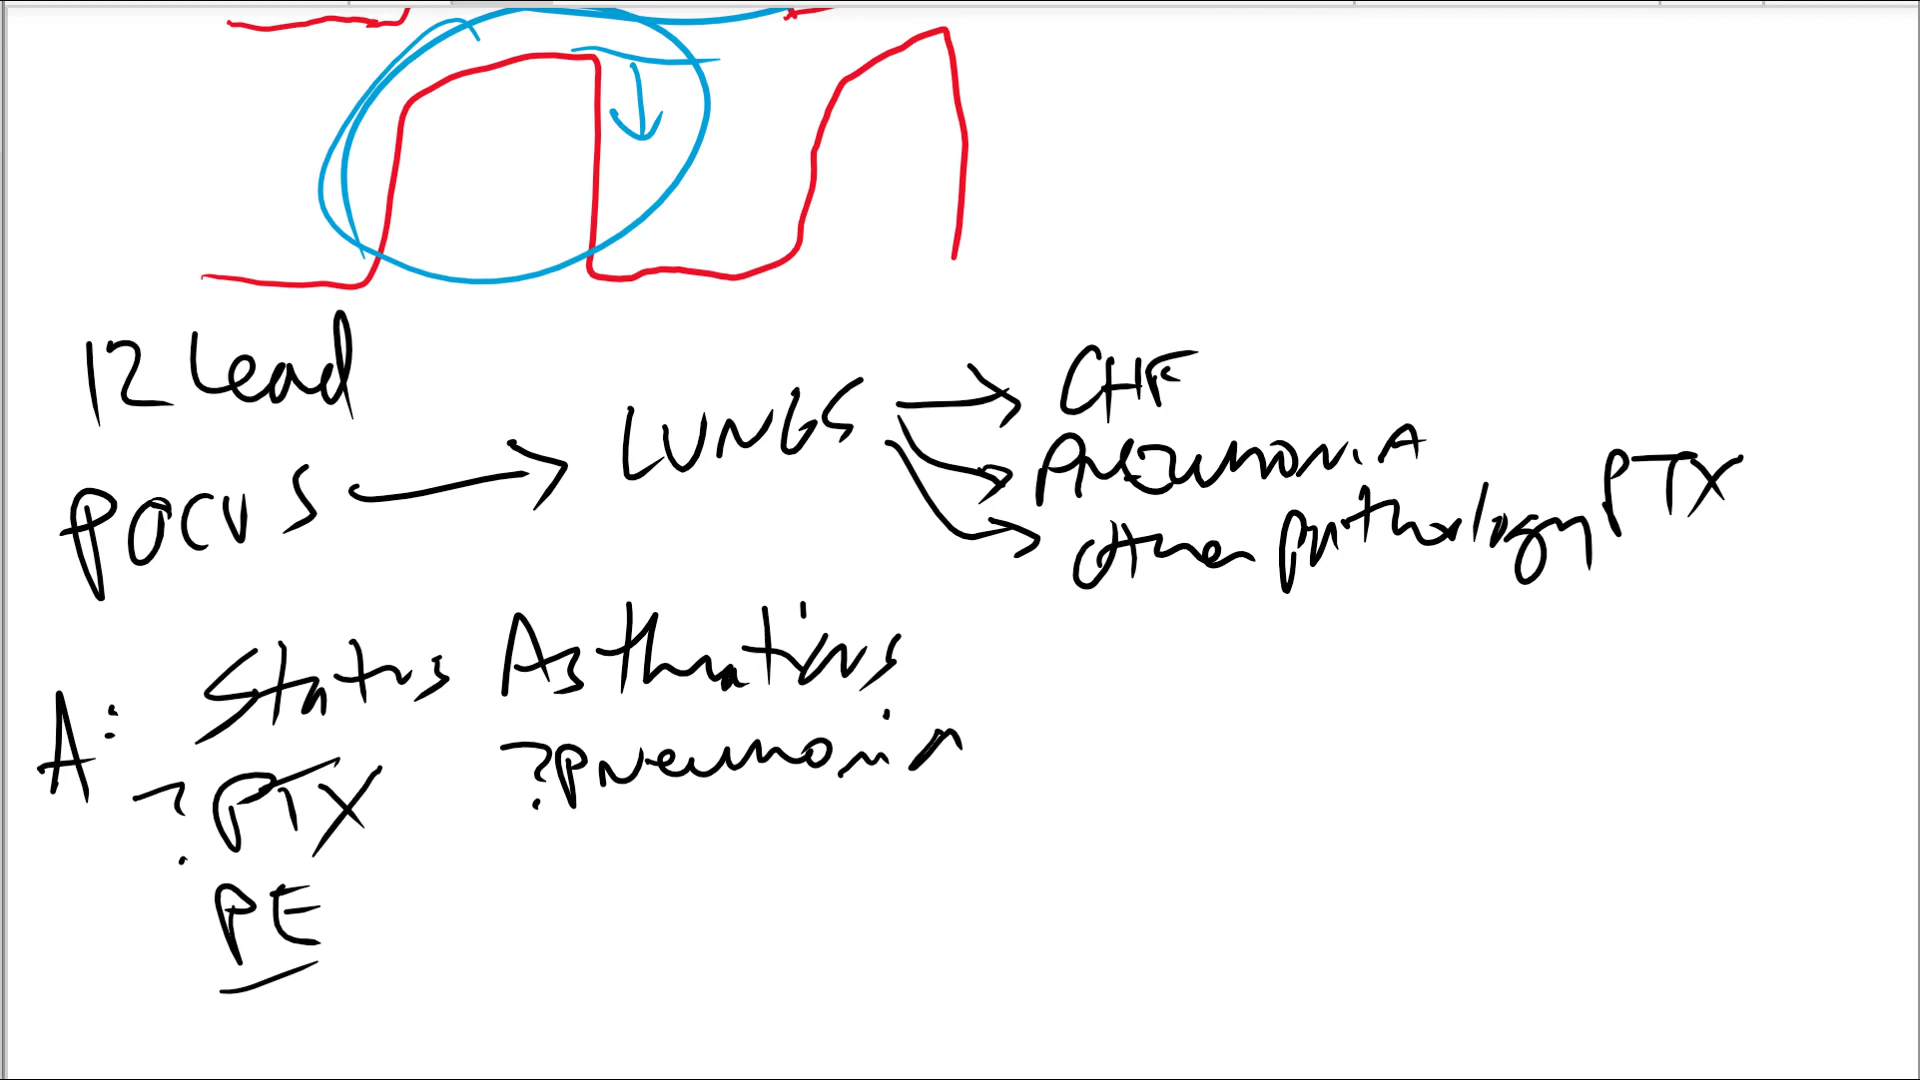 12 Lead
POCUS → LUNGS → CHF
→ PNEUMONIA
→ other pathology PTX
A: Status Asthmaticus
? PTX ? Pneumonia
PE